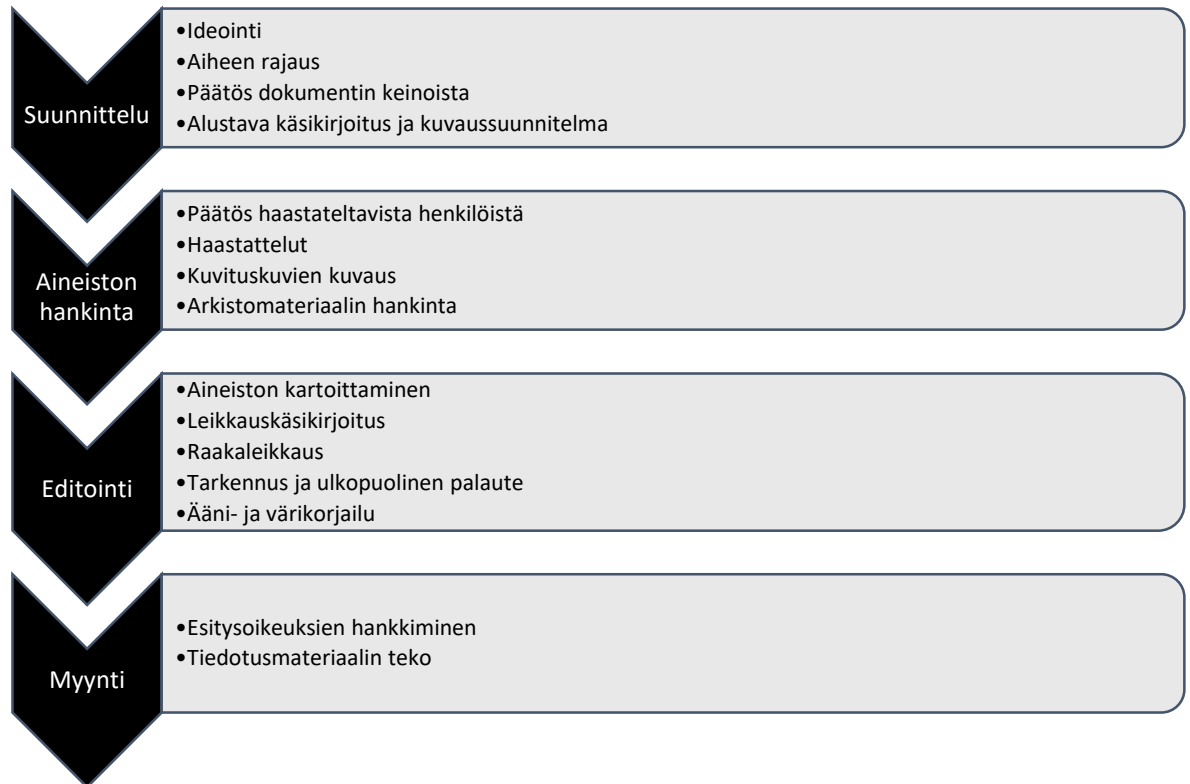 Suunnittelu
•Ideointi
•Aiheen rajaus
•Päätös dokumentin keinoista
•Alustava käsikirjoitus ja kuvaussuunnitelma
Aineiston
hankinta
•Päätös haastateltavista henkilöistä
•Haastattelut
•Kuvituskuvien kuvaus
•Arkistomateriaalin hankinta
Editointi
•Aineiston kartoittaminen
•Leikkauskäsikirjoitus
•Raakaleikkaus
•Tarkennus ja ulkopuolinen palaute
•Ääni- ja värikorjailu
Myynti
•Esitysoikeuksien hankkiminen
•Tiedotusmateriaalin teko